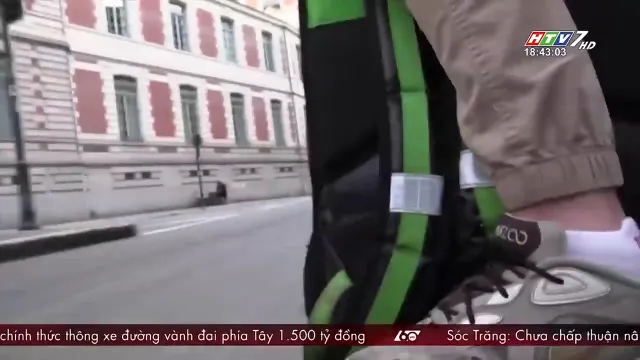 HTV7 HD
18:43:03
chính thức thông xe đường vành đai phía Tây 1.500 tỷ đồng 60 Sóc Trăng: Chưa chấp thuận nâ